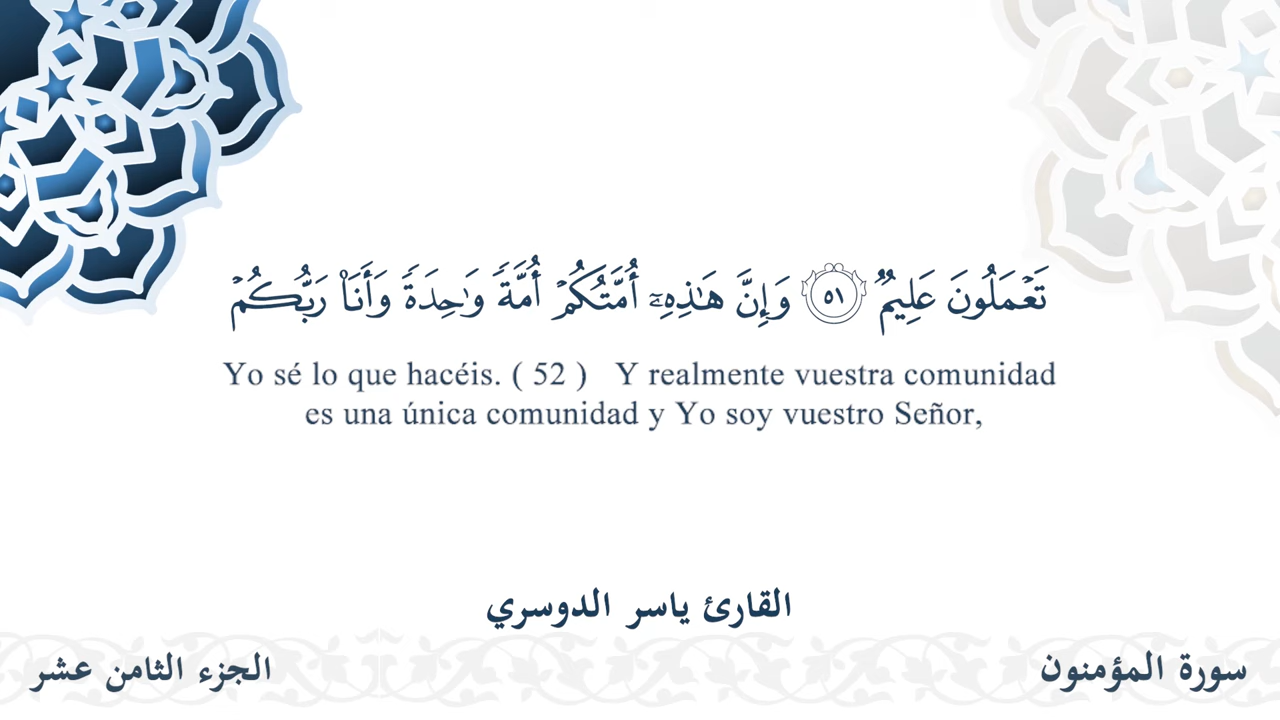 تَعۡمَلُونَ عَلِيمٞ ٥١ وَإِنَّ هَٰذِهِۦٓ أُمَّتُكُمۡ أُمَّةٗ وَٰحِدَةٗ وَأَنَا۠ رَبُّكُمۡ
Yo sé lo que hacéis. ( 52 ) Y realmente vuestra comunidad
es una única comunidad y Yo soy vuestro Señor,
القارئ ياسر الدوسري
سورة المؤمنون
الجزء الثامن عشر